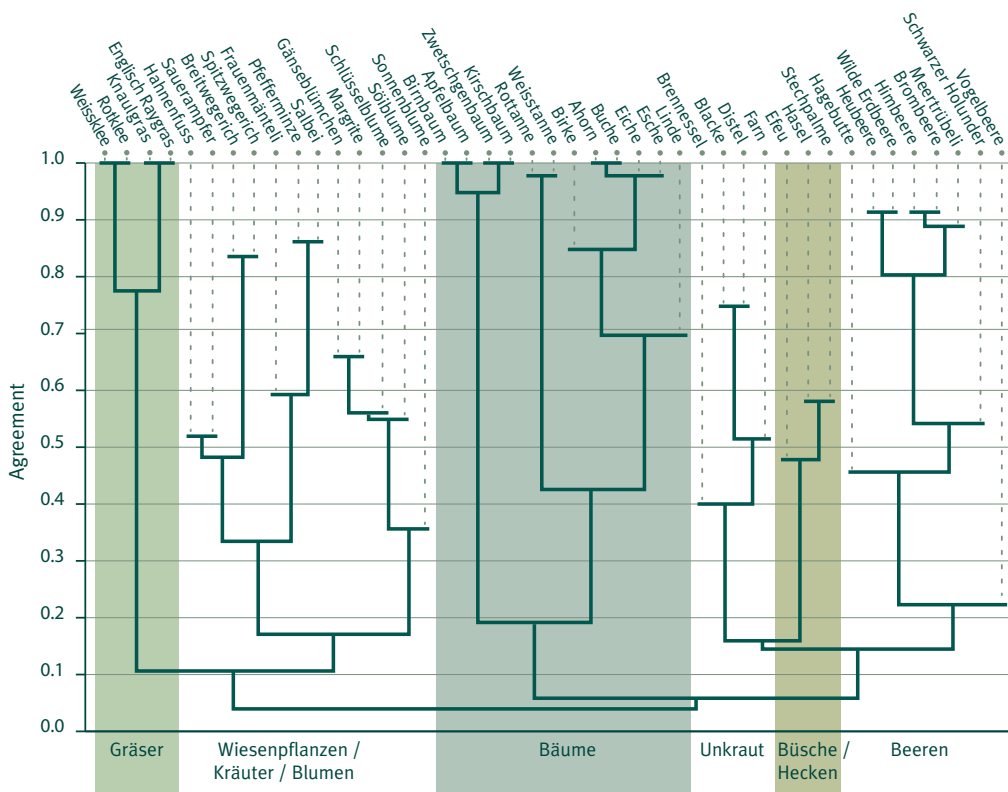 Weissklee
Rotklee
Knaulgras
Englisch Raygras
Hahnenfuss
Sauerampfer
Breitwegerich
Spitzwegerich
Frauenmänteli
Pfefferminze
Salbei
Gänseblümchen
Margrite
Schlüsselblume
Söiblume
Sonnenblume
Birnbaum
Apfelbaum
Zwetschgenbaum
Kirschbaum
Rottanne
Weisstanne
Birke
Ahorn
Buche
Eiche
Esche
Linde
Brennessel
Blacke
Distel
Farn
Efeu
Hasel
Stechpalme
Hagebutte
Heubeere
Wilde Erdbeere
Himbeere
Brombeere
Meertrübeli
Schwarzer Holunder
Vogelbeere
Agreement
1.0
0.9
0.8
0.7
0.6
0.5
0.4
0.3
0.2
0.1
0.0
Gräser
Wiesenpflanzen /
Kräuter / Blumen
Bäume
Unkraut
Büsche /
Hecken
Beeren